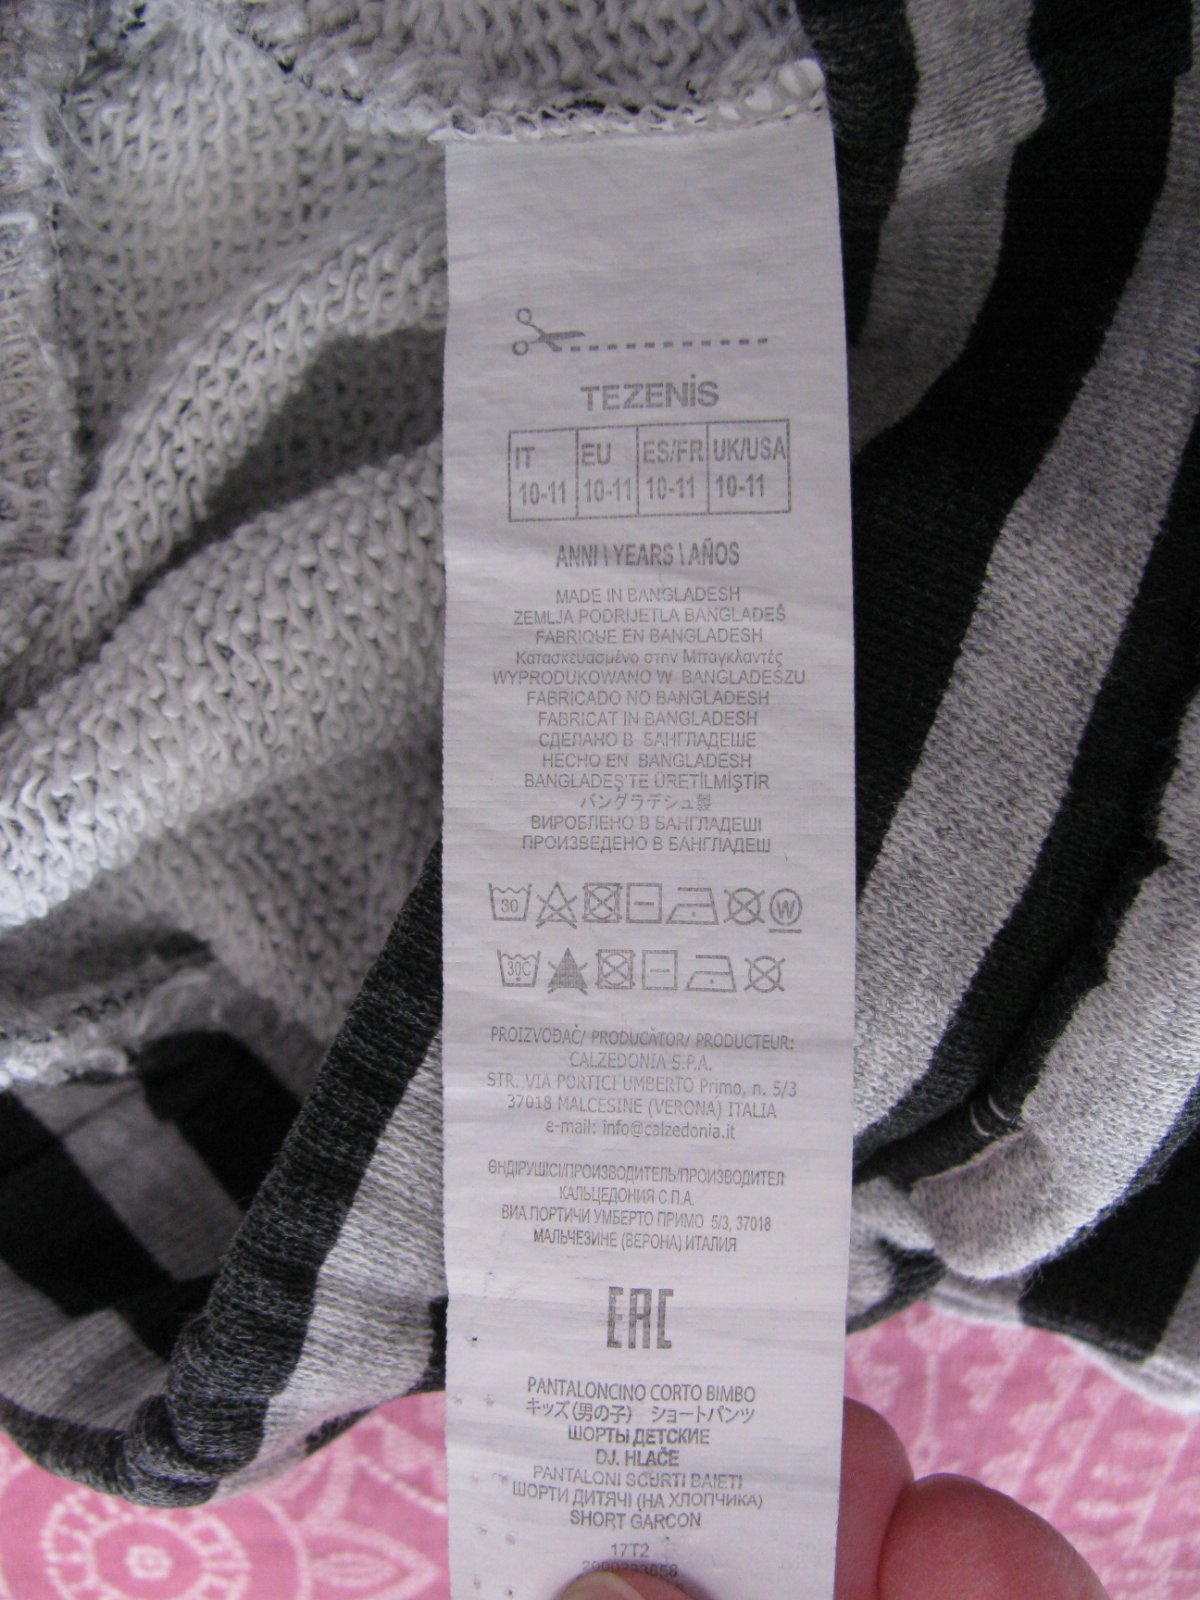 TEZENIS
IT EU ES/FR UK/USA
10-11 10-11 10-11 10-11
ANNI \ YEARS \ AÑOS
MADE IN BANGLADESH
ZEMLJA PODRIJETLA BANGLADEŠ
FABRIQUE EN BANGLADESH
Κατασκευασμένο στην Μπαγκλαντές
WYPRODUKOWANO W BANGLADESZU
FABRICADO NO BANGLADESH
FABRICAT IN BANGLADESH
СДЕЛАНО В БАНГЛАДЕШЕ
HECHO EN BANGLADESH
BANGLADEŞ'TE ÜRETİLMİŞTİR
バングラデシュ製
ВИРОБЛЕНО В БАНГЛАДЕШІ
ПРОИЗВЕДЕНО В БАНГЛАДЕШ
30 W
30C
PROIZVOĐAČ/ PRODUCĂTOR/ PRODUCTEUR:
CALZEDONIA S.P.A.
STR. VIA PORTICI UMBERTO Primo, n. 5/3
37018 MALCESINE (VERONA) ITALIA
e-mail: info@calzedonia.it
ӨНДІРУШІСІ/ПРОИЗВОДИТЕЛЬ/ПРОИЗВОДИТЕЛ
КАЛЬЦЕДОНИЯ С.П.А.
ВИА ПОРТИЧИ УМБЕРТО ПРИМО 5/3, 37018
МАЛЬЧЕЗИНЕ (ВЕРОНА) ИТАЛИЯ
EAC
PANTALONCINO CORTO BIMBO
キッズ(男の子) ショートパンツ
ШОРТЫ ДЕТСКИЕ
DJ. HLAČE
PANTALONI SCURTI BAIETI
ШОРТИ ДИТЯЧІ (НА ХЛОПЧИКА)
SHORT GARCON
17T2